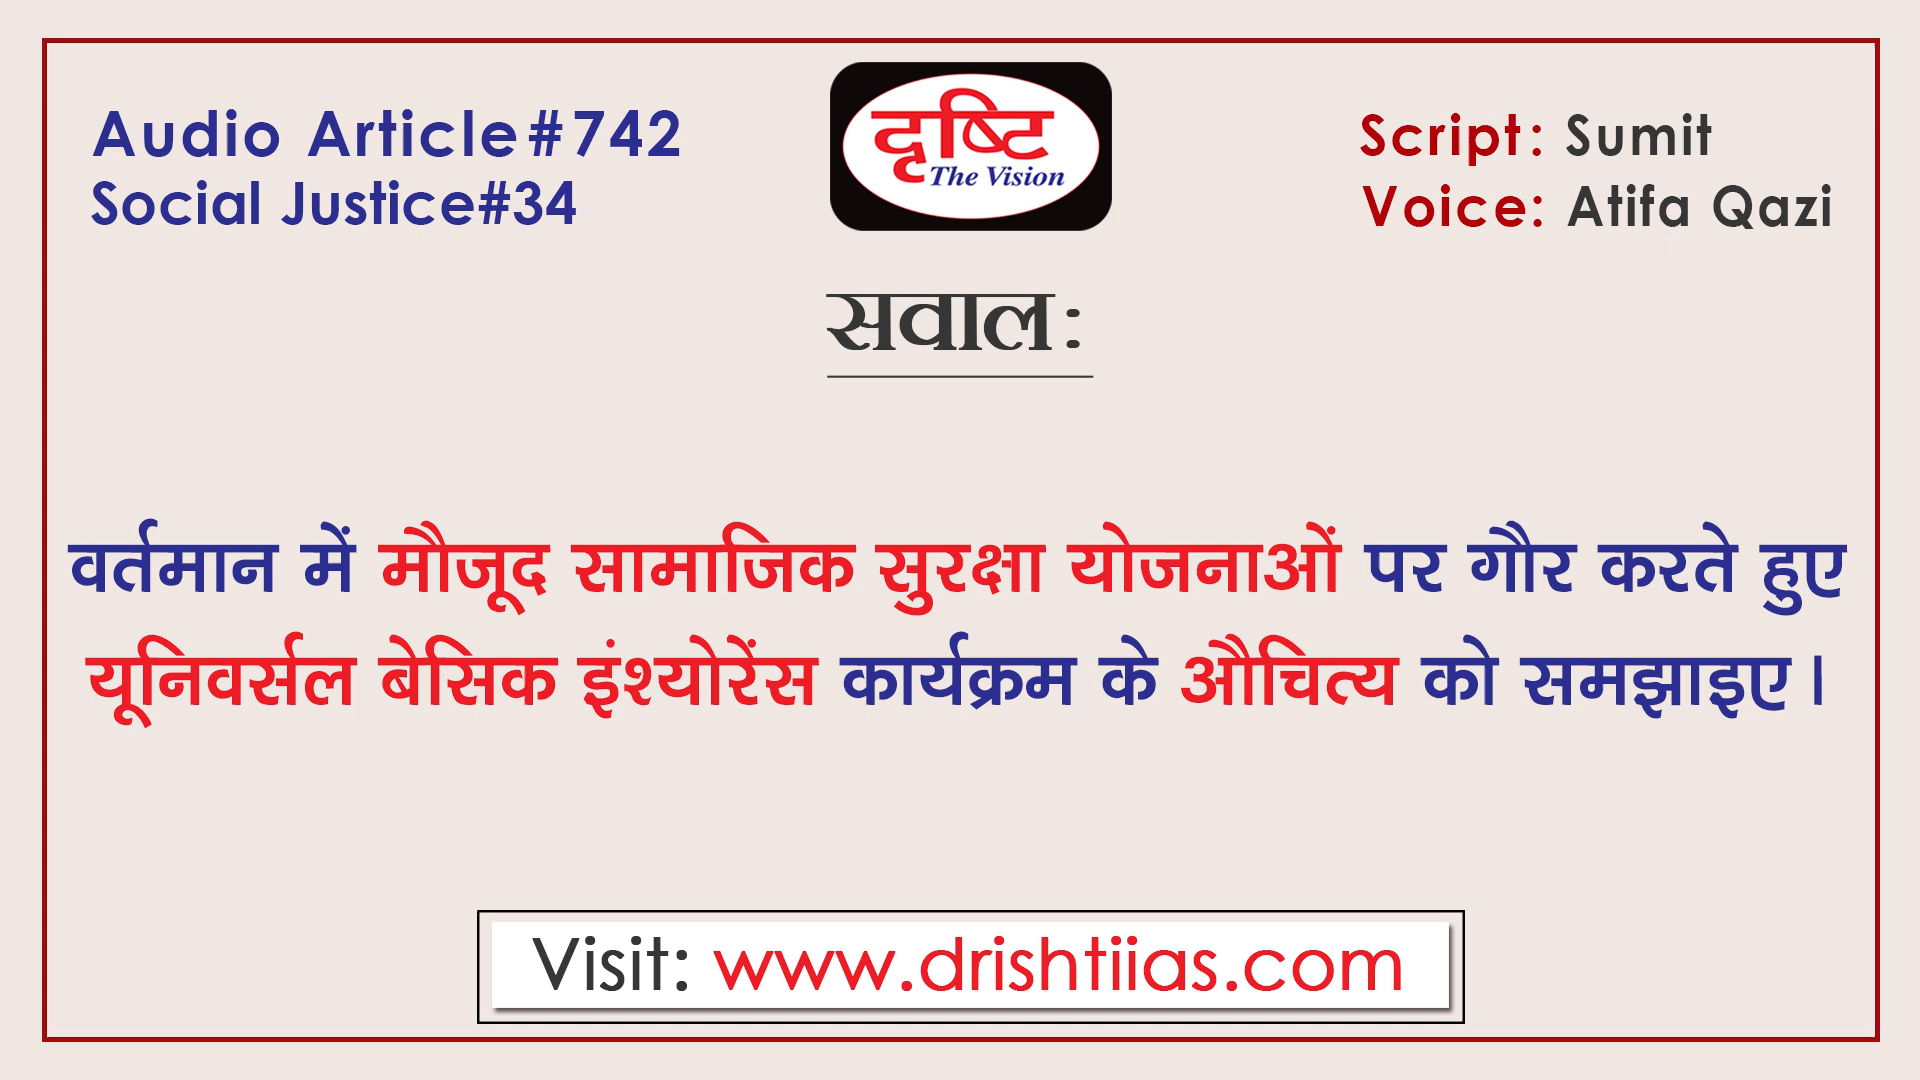 Audio Article#742
Social Justice#34
दृष्टि
The Vision
Script: Sumit
Voice: Atifa Qazi
सवाल:
वर्तमान में मौजूद सामाजिक सुरक्षा योजनाओं पर गौर करते हुए
यूनिवर्सल बेसिक इंश्योरेंस कार्यक्रम के औचित्य को समझाइए।
Visit: www.drishtiias.com